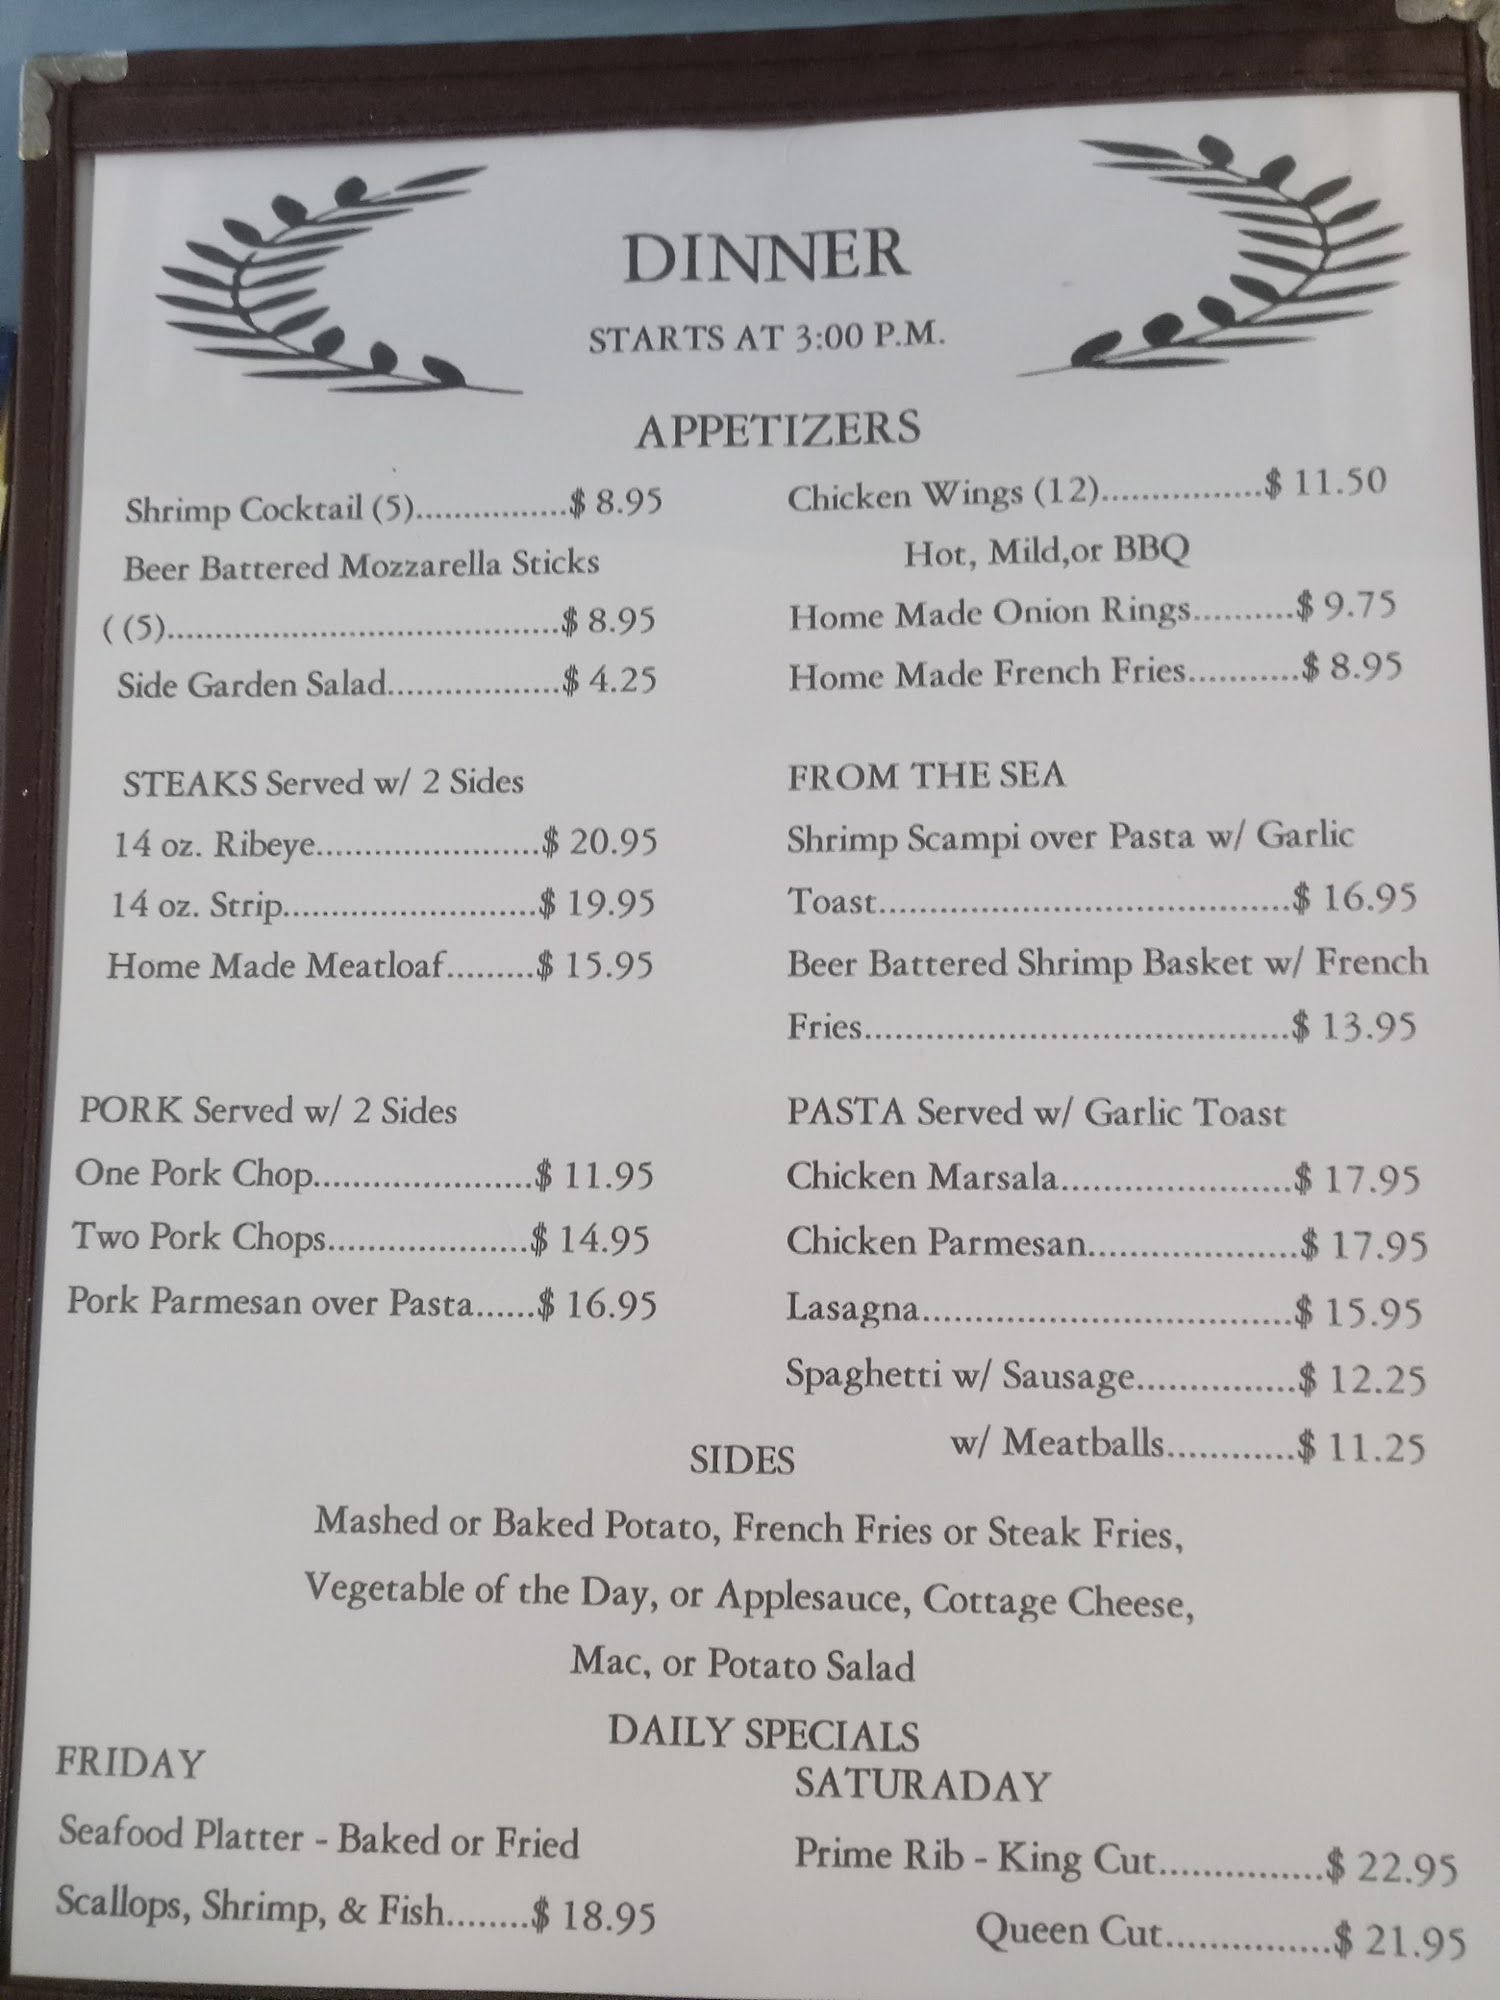 DINNER
STARTS AT 3:00 P.M.
APPETIZERS
Shrimp Cocktail (5)................$ 8.95
Beer Battered Mozzarella Sticks
( (5).........................................$ 8.95
Side Garden Salad..................$ 4.25
Chicken Wings (12)................$ 11.50
Hot, Mild,or BBQ
Home Made Onion Rings..........$ 9.75
Home Made French Fries...........$ 8.95
STEAKS Served w/ 2 Sides
14 oz. Ribeye.......................$ 20.95
14 oz. Strip..........................$ 19.95
Home Made Meatloaf.........$ 15.95
FROM THE SEA
Shrimp Scampi over Pasta w/ Garlic
Toast........................................$ 16.95
Beer Battered Shrimp Basket w/ French
Fries.........................................$ 13.95
PORK Served w/ 2 Sides
One Pork Chop......................$ 11.95
Two Pork Chops....................$ 14.95
Pork Parmesan over Pasta......$ 16.95
PASTA Served w/ Garlic Toast
Chicken Marsala......................$ 17.95
Chicken Parmesan....................$ 17.95
Lasagna...................................$ 15.95
Spaghetti w/ Sausage...............$ 12.25
w/ Meatballs............$ 11.25
SIDES
Mashed or Baked Potato, French Fries or Steak Fries,
Vegetable of the Day, or Applesauce, Cottage Cheese,
Mac, or Potato Salad
DAILY SPECIALS
FRIDAY
Seafood Platter - Baked or Fried
Scallops, Shrimp, & Fish........$ 18.95
SATURADAY
Prime Rib - King Cut................$ 22.95
Queen Cut................$ 21.95